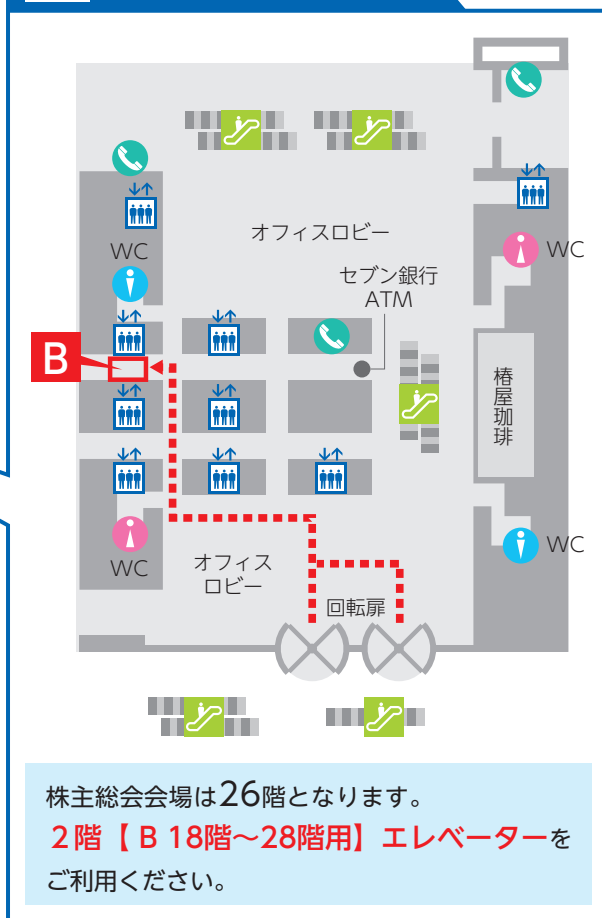 オフィスロビー
WC
WC
セブン銀行
ATM
B
椿屋珈琲
WC
オフィス
ロビー
WC
回転扉
株主総会会場は26階となります。
2階【 B 18階〜28階用】エレベーターを
ご利用ください。